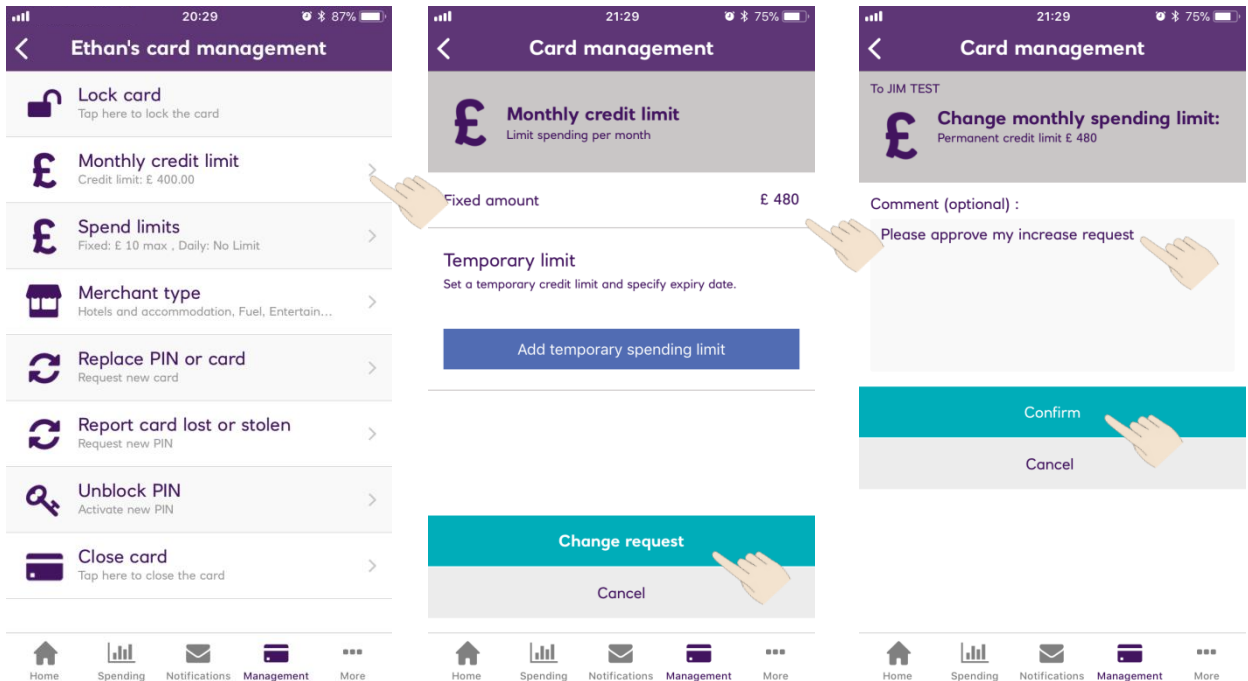 20:29
87%
Ethan's card management
Lock card
Tap here to lock the card
£
Monthly credit limit
Credit limit: £ 400.00
£
Spend limits
Fixed: £ 10 max , Daily: No Limit
Merchant type
Hotels and accommodation, Fuel, Entertain...
Replace PIN or card
Request new card
Report card lost or stolen
Request new PIN
Unblock PIN
Activate new PIN
Close card
Tap here to close the card
Home Spending Notifications Management More
21:29
75%
Card management
£
Monthly credit limit
Limit spending per month
Fixed amount £ 480
Temporary limit
Set a temporary credit limit and specify expiry date.
Add temporary spending limit
Change request
Cancel
Home Spending Notifications Management More
21:29
75%
Card management
To JIM TEST
£
Change monthly spending limit:
Permanent credit limit £ 480
Comment (optional) :
Please approve my increase request
Confirm
Cancel
Home Spending Notifications Management More